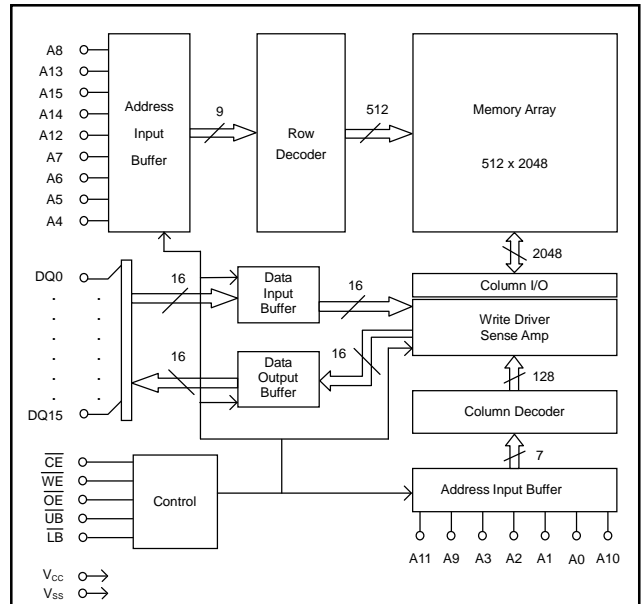 A8
A13
A15
A14
A12
A7
A6
A5
A4
Address
Input
Buffer
9
Row
Decoder
512
Memory Array
512 x 2048
2048
DQ0
DQ15
16
Data
Input
Buffer
16
Column I/O
Write Driver
Sense Amp
16
Data
Output
Buffer
16
128
Column Decoder
7
CE
WE
OE
UB
LB
Control
Address Input Buffer
A11 A9 A3 A2 A1 A0 A10
VCC
VSS